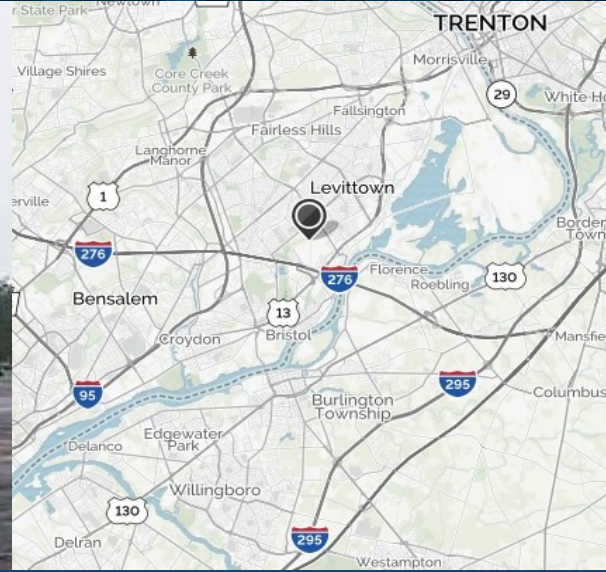 Newtown
r State Park
TRENTON
Morrisville
Village Shires
Core Creek
County Park
29
White Ho
Fallsington
Fairless Hills
Langhorne
Manor
Levittown
erville
1
Border
Town
276
276
Florence
Roebling
130
Bensalem
13
Croydon
Bristol
Mansfie
295
95
Columbus
Burlington
Township
Edgewater
Park
Delanco
Willingboro
130
Delran
295
Westampton